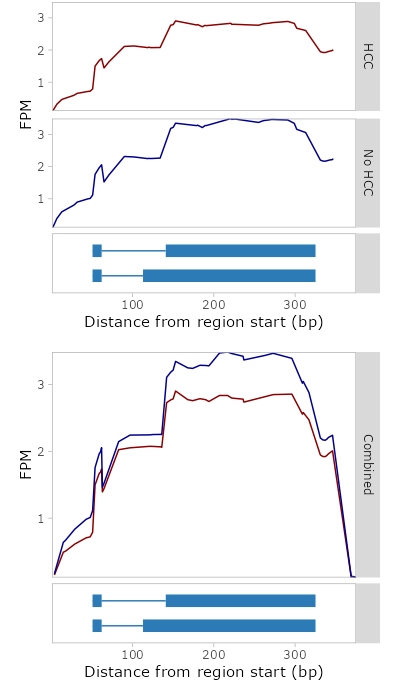 3
2
1
HCC
FPM
3
2
1
No HCC
100
200
300
Distance from region start (bp)
3
2
1
FPM
Combined
100
200
300
Distance from region start (bp)